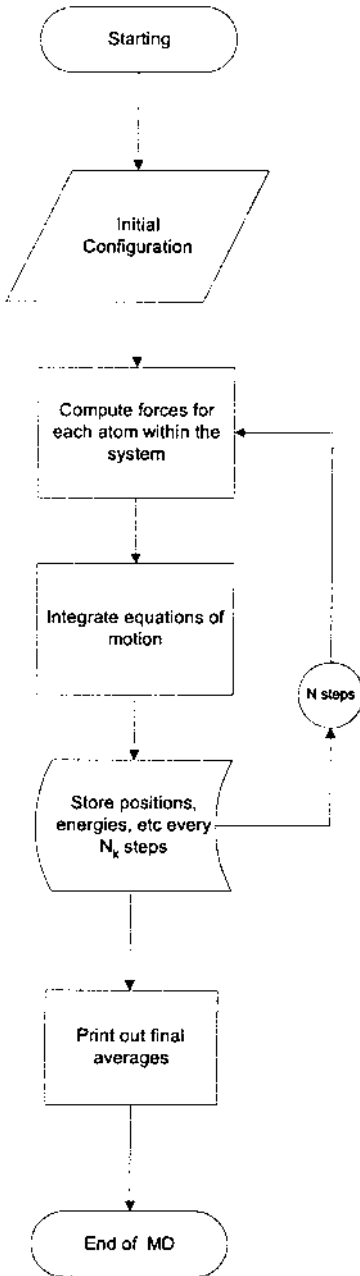 Starting
Initial
Configuration
Compute forces for
each atom within the
system
Integrate equations of
motion
N steps
Store positions,
energies, etc every
Nk steps
Print out final
averages
End of MD